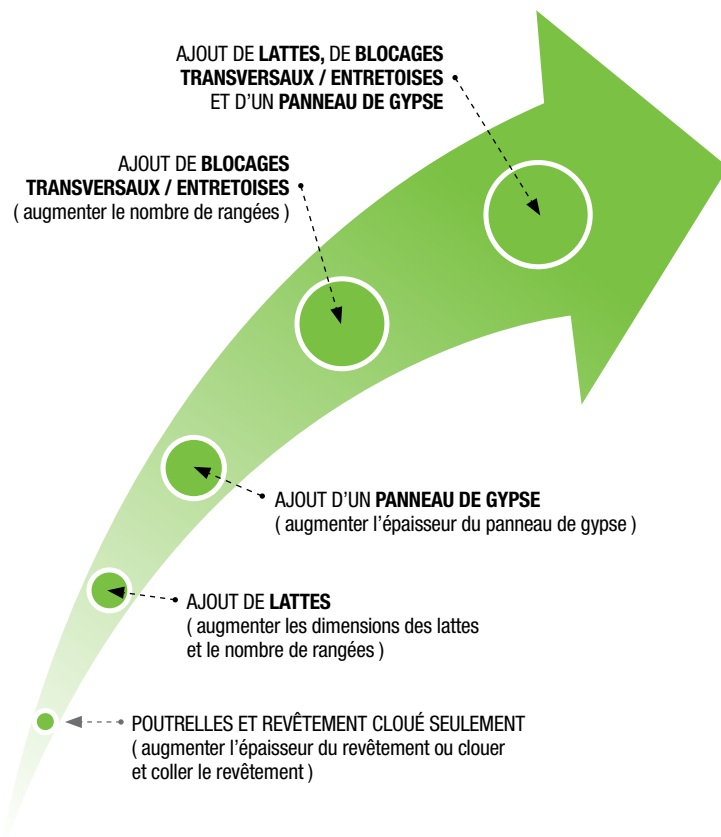 AJOUT DE LATTES, DE BLOCAGES
TRANSVERSAUX / ENTRETOISES
ET D’UN PANNEAU DE GYPSE
AJOUT DE BLOCAGES
TRANSVERSAUX / ENTRETOISES
( augmenter le nombre de rangées )
AJOUT D’UN PANNEAU DE GYPSE
( augmenter l’épaisseur du panneau de gypse )
AJOUT DE LATTES
( augmenter les dimensions des lattes
et le nombre de rangées )
POUTRELLES ET REVÊTEMENT CLOUÉ SEULEMENT
( augmenter l’épaisseur du revêtement ou clouer
et coller le revêtement )